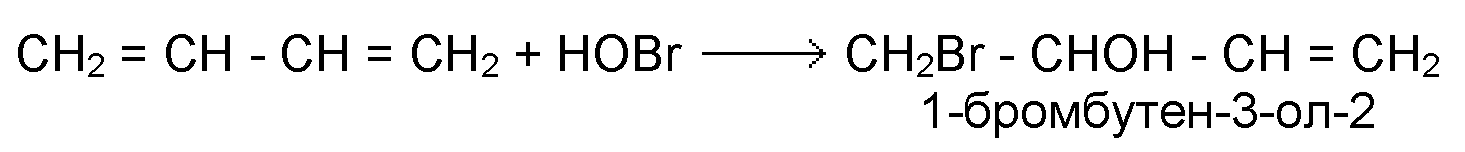 CH₂ = CH - CH = CH₂ + HOBr ⟶ CH₂Br - CHOH - CH = CH₂
1-бромбутен-3-ол-2